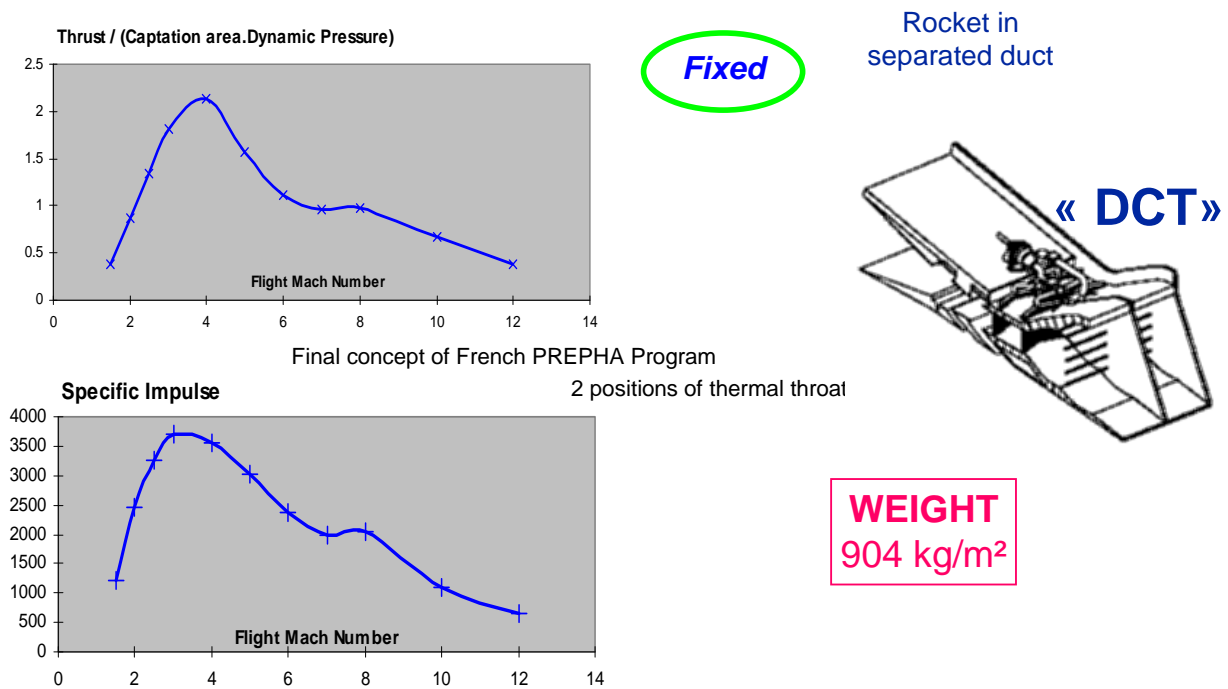 Thrust / (Captation area.Dynamic Pressure)
2.5
2
1.5
1
0.5
0
Flight Mach Number
0 2 4 6 8 10 12 14
Fixed
Rocket in
separated duct
« DCT»
Final concept of French PREPHA Program
2 positions of thermal throat
Specific Impulse
4000
3500
3000
2500
2000
1500
1000
500
0
Flight Mach Number
0 2 4 6 8 10 12 14
WEIGHT
904 kg/m²